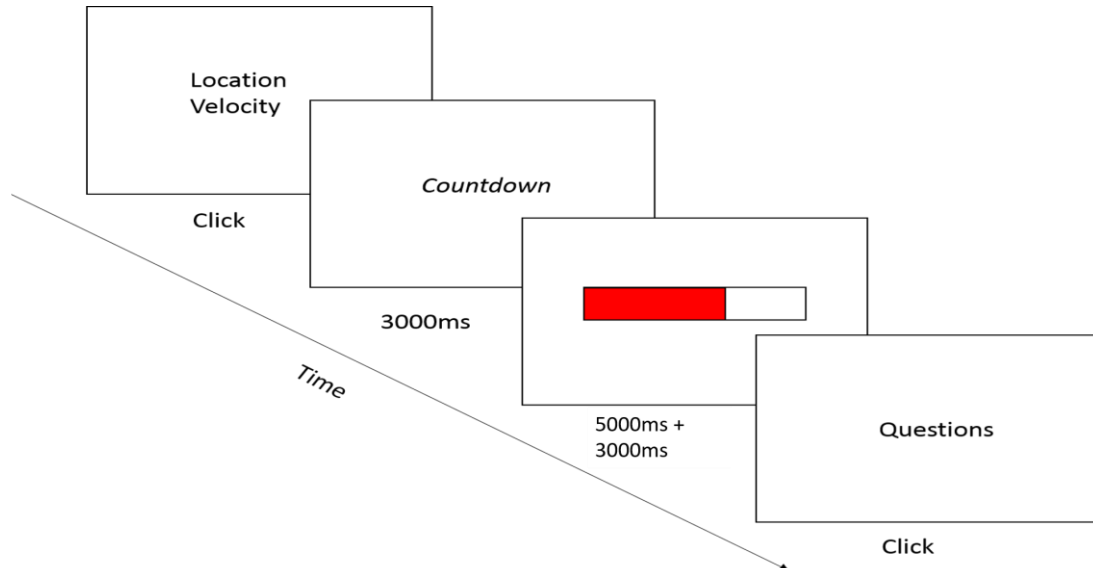 Location
Velocity
Click
Countdown
3000ms
Time
5000ms +
3000ms
Questions
Click